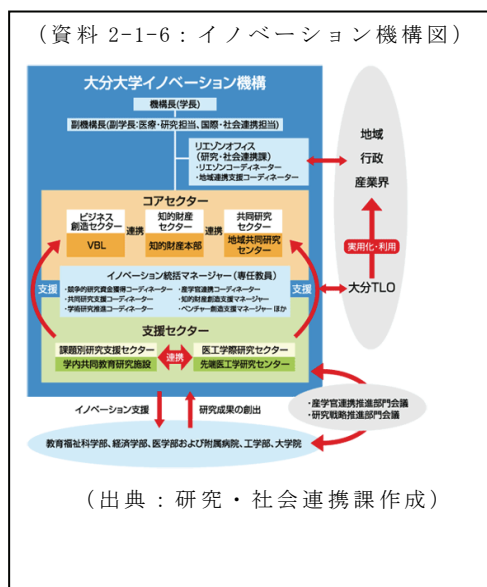 （資料 2-1-6：イノベーション機構図）
大分大学イノベーション機構
機構長(学長)
副機構長(副学長:医療・研究担当、国際・社会連携担当)
リエゾンオフィス
(研究・社会連携課)
・リエゾンコーディネーター
・地域連携支援コーディネーター
地域
行政
産業界
コアセクター
ビジネス
創造セクター
連携
知的財産
セクター
連携
共同研究
セクター
VBL
知的財産本部
地域共同研究
センター
実用化・利用
イノベーション統括マネージャー(専任教員)
・競争的研究資金獲得コーディネーター
・産学官連携コーディネーター
・共同研究支援コーディネーター
・知的財産創造支援マネージャー
・学術研究推進コーディネーター
・ベンチャー創造支援マネージャー ほか
支援
支援
大分TLO
支援セクター
課題別研究支援セクター
連携
医工学際研究セクター
学内共同教育研究施設
先端医工学研究センター
・産学官連携推進部門会議
・研究戦略推進部門会議
イノベーション支援
研究成果の創出
教育福祉科学部、経済学部、医学部および附属病院、工学部、大学院
（出典：研究・社会連携課作成）